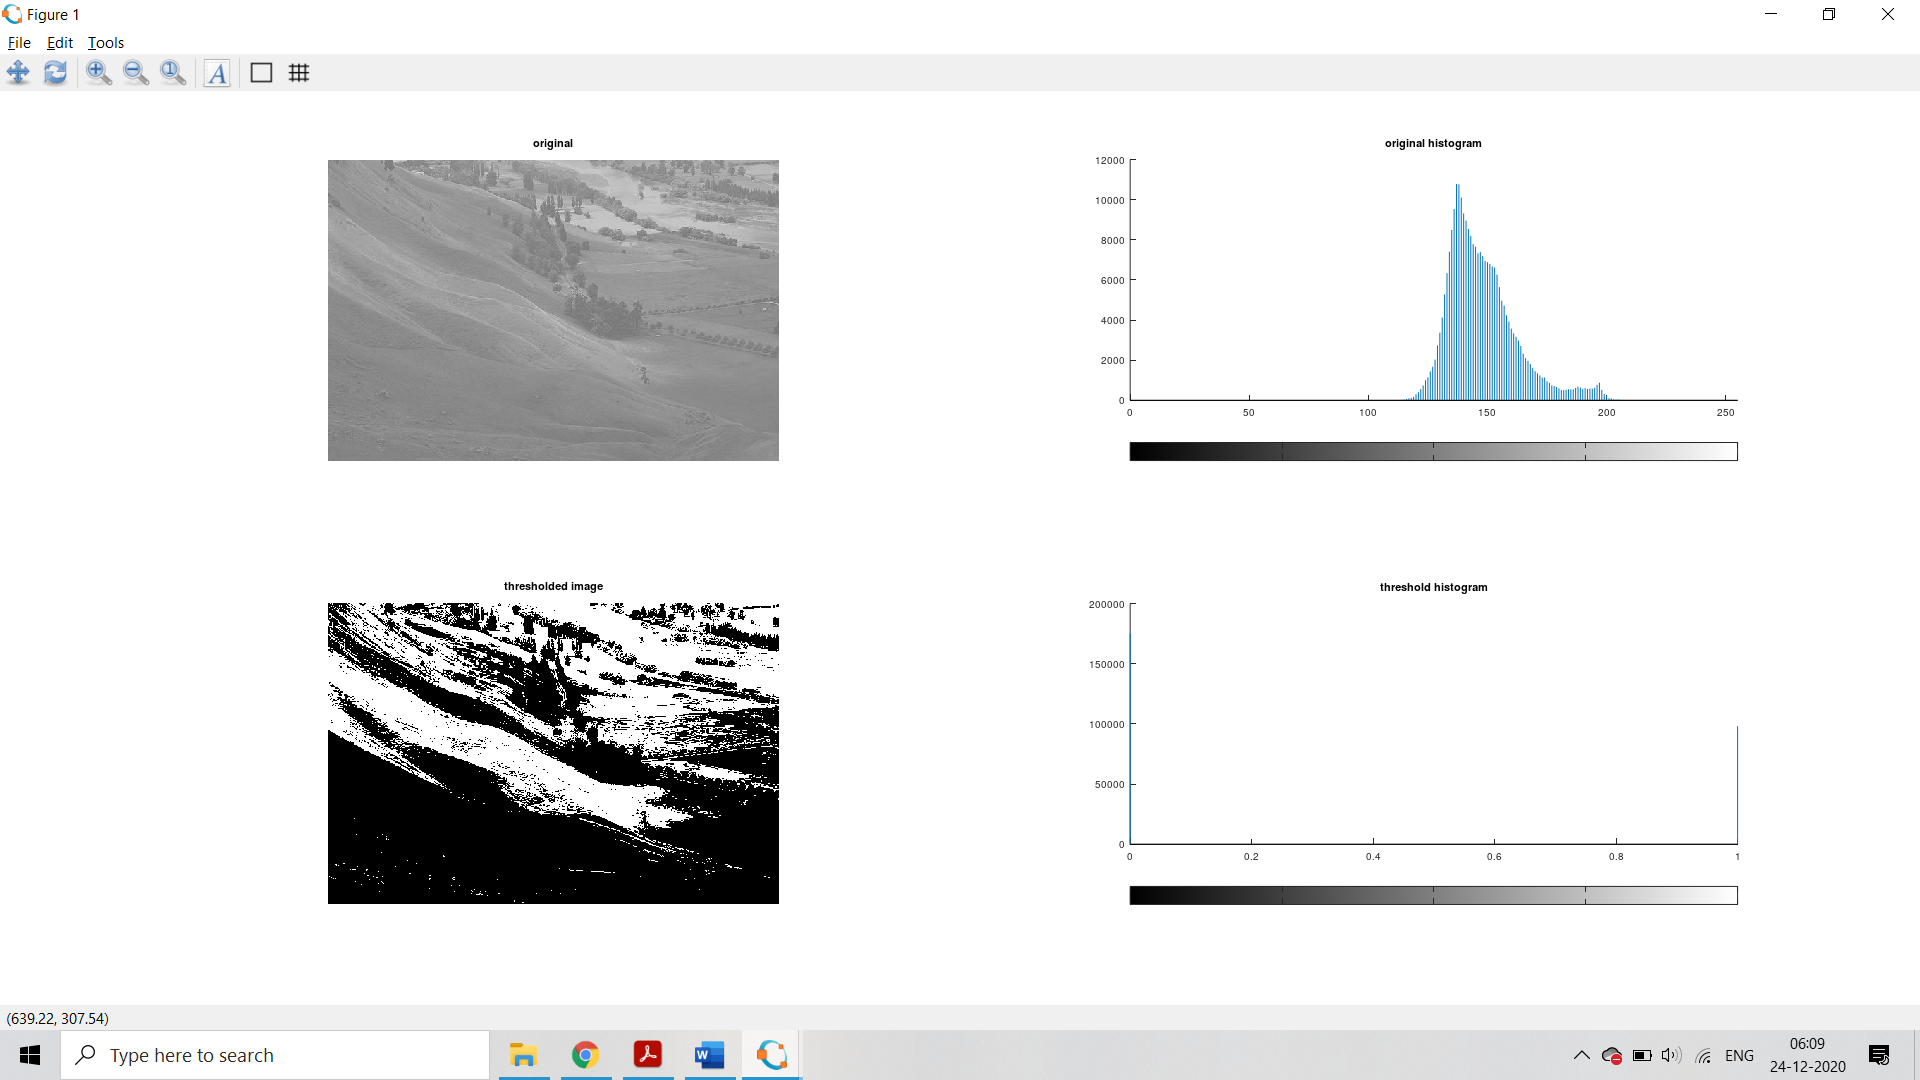 Figure 1
File Edit Tools
original
original histogram
12000
10000
8000
6000
4000
2000
0
0 50 100 150 200 250
thresholded image
threshold histogram
200000
150000
100000
50000
0
0 0.2 0.4 0.6 0.8 1
(639.22, 307.54)
Type here to search
ENG
06:09
24-12-2020